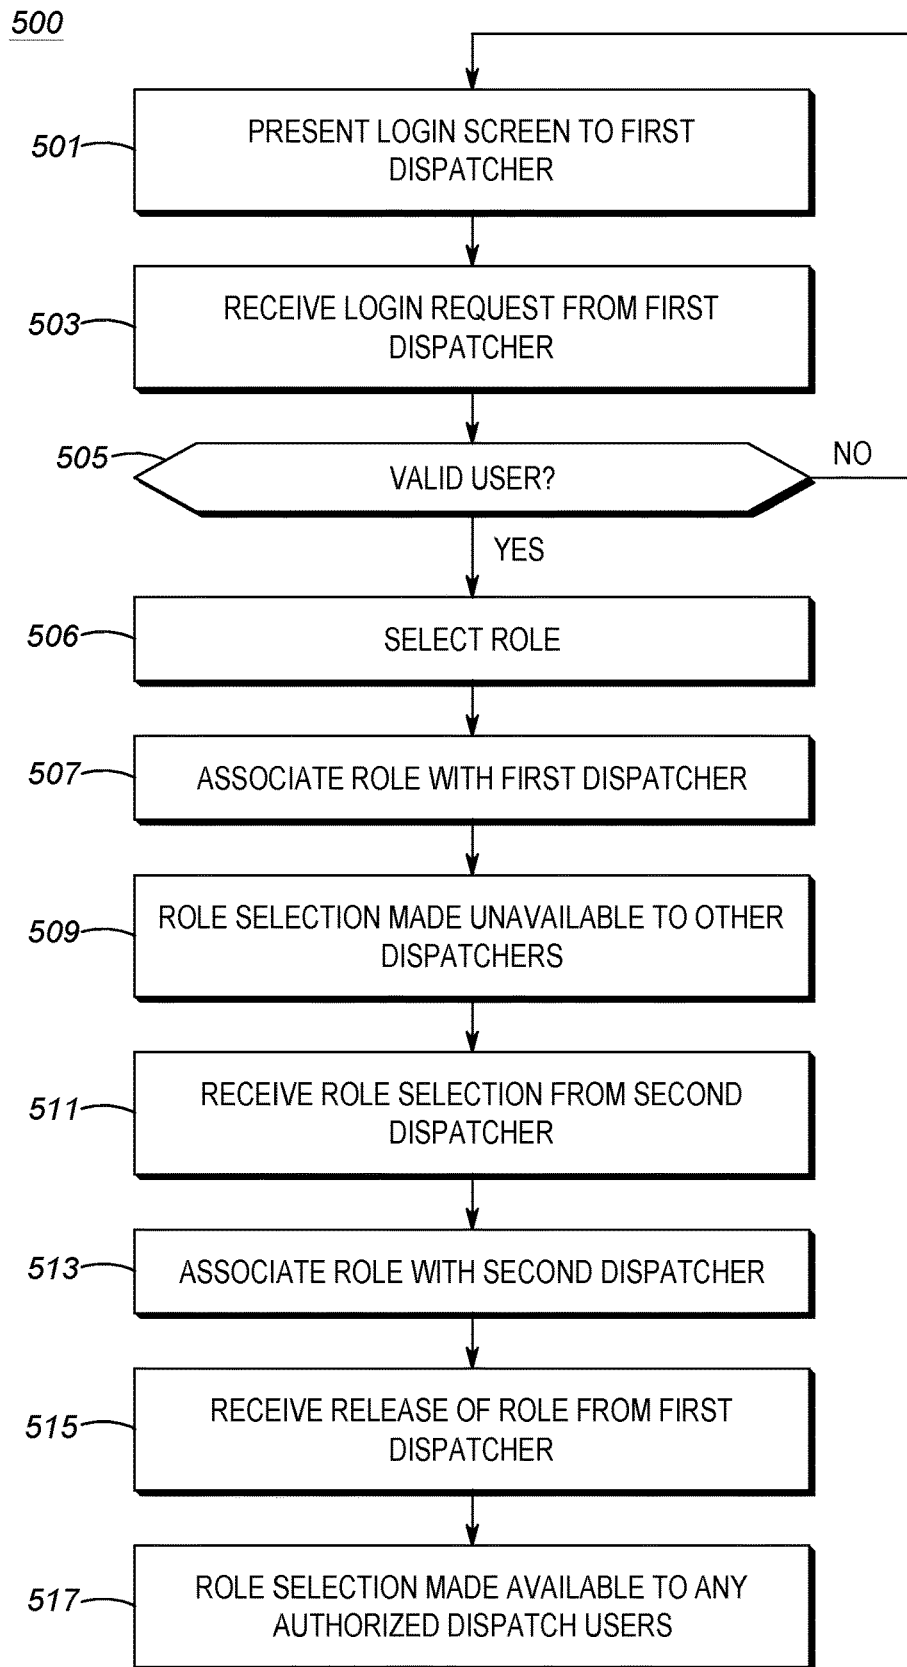 500
501
PRESENT LOGIN SCREEN TO FIRST
DISPATCHER
503
RECEIVE LOGIN REQUEST FROM FIRST
DISPATCHER
505
VALID USER?
NO
YES
506
SELECT ROLE
507
ASSOCIATE ROLE WITH FIRST DISPATCHER
509
ROLE SELECTION MADE UNAVAILABLE TO OTHER
DISPATCHERS
511
RECEIVE ROLE SELECTION FROM SECOND
DISPATCHER
513
ASSOCIATE ROLE WITH SECOND DISPATCHER
515
RECEIVE RELEASE OF ROLE FROM FIRST
DISPATCHER
517
ROLE SELECTION MADE AVAILABLE TO ANY
AUTHORIZED DISPATCH USERS